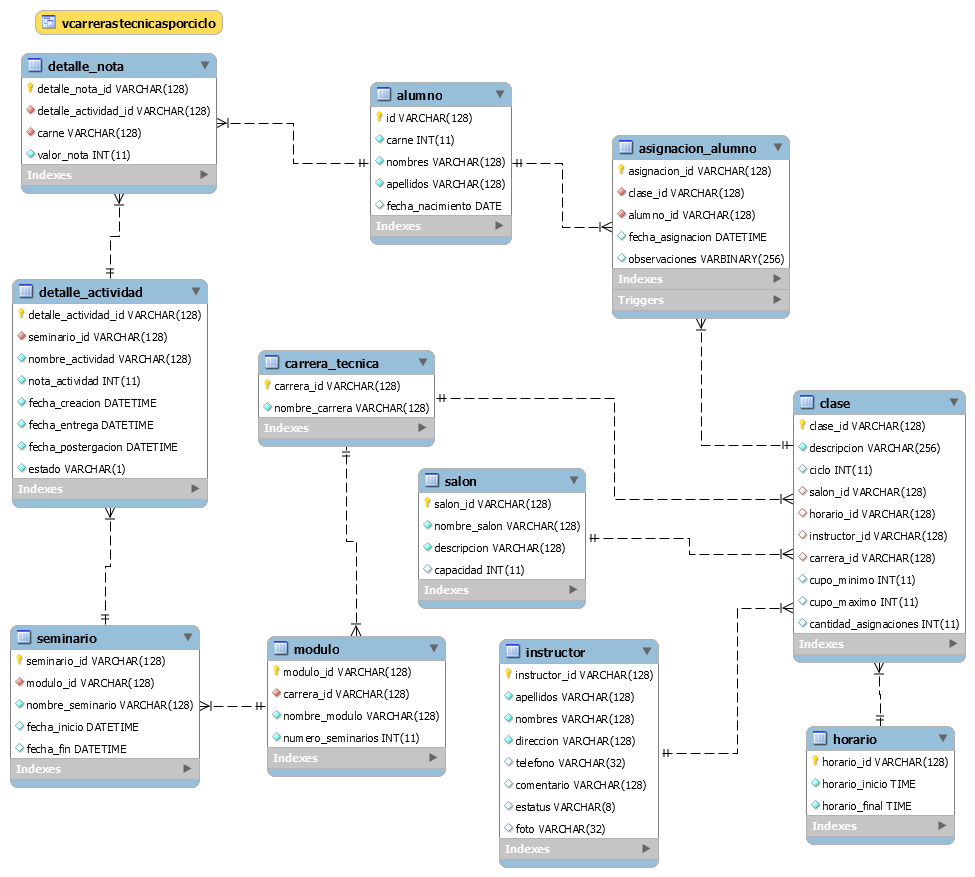 vcarrerastecnicasporciclo
detalle_nota
detalle_nota_id VARCHAR(128)
detalle_actividad_id VARCHAR(128)
carne VARCHAR(128)
valor_nota INT(11)
Indexes
alumno
id VARCHAR(128)
carne INT(11)
nombres VARCHAR(128)
apellidos VARCHAR(128)
fecha_nacimiento DATE
Indexes
asignacion_alumno
asignacion_id VARCHAR(128)
clase_id VARCHAR(128)
alumno_id VARCHAR(128)
fecha_asignacion DATETIME
observaciones VARBINARY(256)
Indexes
Triggers
detalle_actividad
detalle_actividad_id VARCHAR(128)
seminario_id VARCHAR(128)
nombre_actividad VARCHAR(128)
nota_actividad INT(11)
fecha_creacion DATETIME
fecha_entrega DATETIME
fecha_postergacion DATETIME
estado VARCHAR(1)
Indexes
carrera_tecnica
carrera_id VARCHAR(128)
nombre_carrera VARCHAR(128)
Indexes
salon
salon_id VARCHAR(128)
nombre_salon VARCHAR(128)
descripcion VARCHAR(128)
capacidad INT(11)
Indexes
clase
clase_id VARCHAR(128)
descripcion VARCHAR(256)
ciclo INT(11)
salon_id VARCHAR(128)
horario_id VARCHAR(128)
instructor_id VARCHAR(128)
carrera_id VARCHAR(128)
cupo_minimo INT(11)
cupo_maximo INT(11)
cantidad_asignaciones INT(11)
Indexes
seminario
seminario_id VARCHAR(128)
modulo_id VARCHAR(128)
nombre_seminario VARCHAR(128)
fecha_inicio DATETIME
fecha_fin DATETIME
Indexes
modulo
modulo_id VARCHAR(128)
carrera_id VARCHAR(128)
nombre_modulo VARCHAR(128)
numero_seminarios INT(11)
Indexes
instructor
instructor_id VARCHAR(128)
apellidos VARCHAR(128)
nombres VARCHAR(128)
direccion VARCHAR(128)
telefono VARCHAR(32)
comentario VARCHAR(128)
estatus VARCHAR(8)
foto VARCHAR(32)
Indexes
horario
horario_id VARCHAR(128)
horario_inicio TIME
horario_final TIME
Indexes